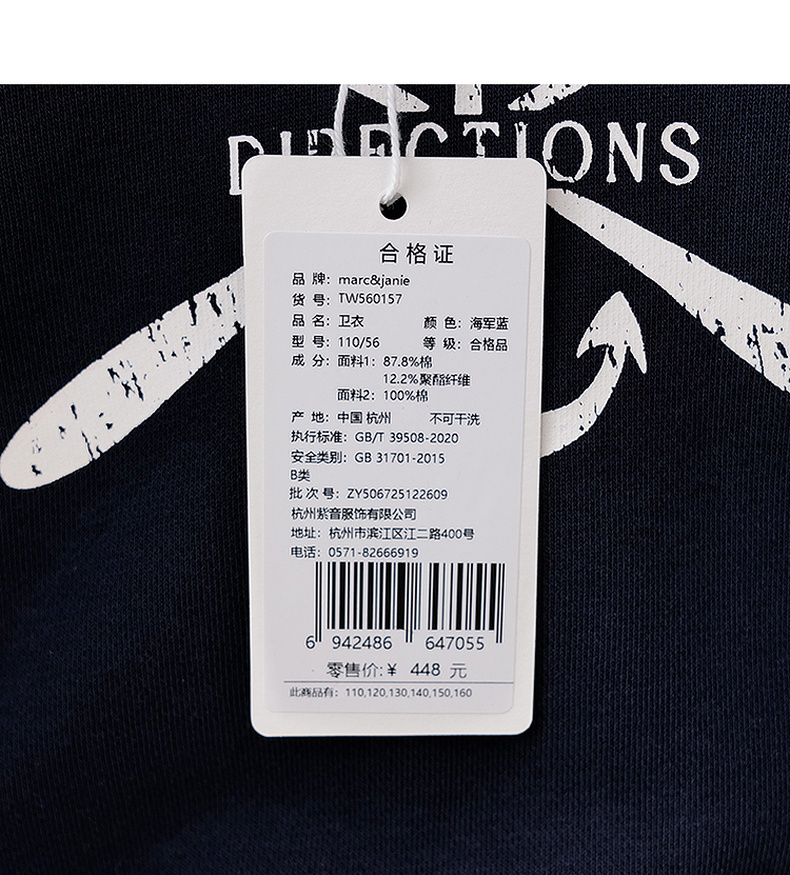 DIRECTIONS
合格证
品 牌: marc&janie
货 号: TW560157
品 名: 卫衣 颜 色: 海军蓝
型 号: 110/56 等 级: 合格品
成 分: 面料1: 87.8%棉
12.2%聚酯纤维
面料2: 100%棉
产 地: 中国 杭州 不可干洗
执行标准: GB/T 39508-2020
安全类别: GB 31701-2015
B类
批 次 号: ZY506725122609
杭州紫音服饰有限公司
地址: 杭州市滨江区江二路400号
电话: 0571-82666919
6 942486 647055
零售价:¥ 448 元
此商品有: 110,120,130,140,150,160